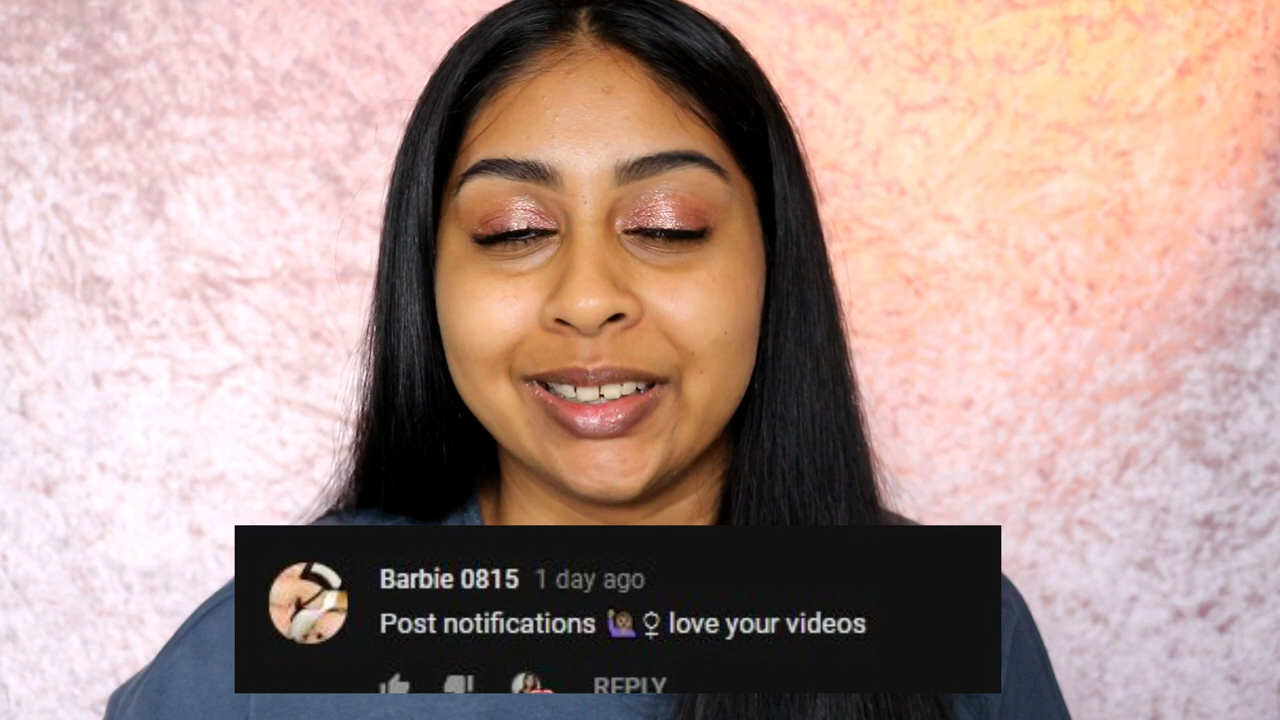 Barbie 0815 1 day ago
Post notifications 🙋🏽♀ love your videos
REPLY